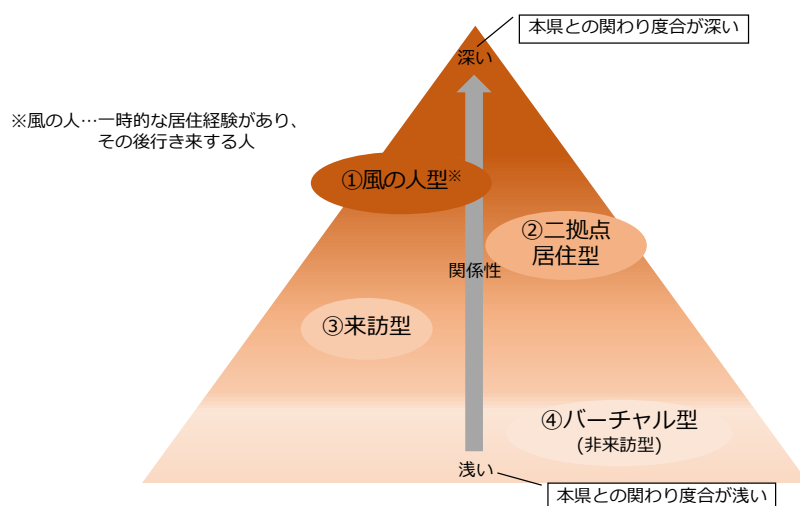 本県との関わり度合が深い
深い
※風の人…一時的な居住経験があり、
その後行き来する人
①風の人型※
②二拠点
居住型
関係性
③来訪型
④バーチャル型
(非来訪型)
浅い
本県との関わり度合が浅い